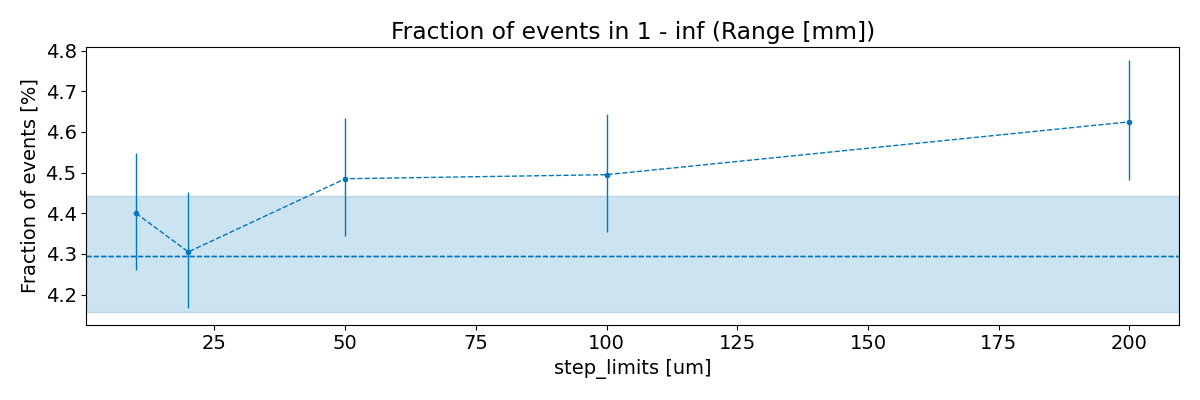 Fraction of events in 1 - inf (Range [mm])
Fraction of events [%]
4.8
4.7
4.6
4.5
4.4
4.3
4.2
25 50 75 100 125 150 175 200
step_limits [um]